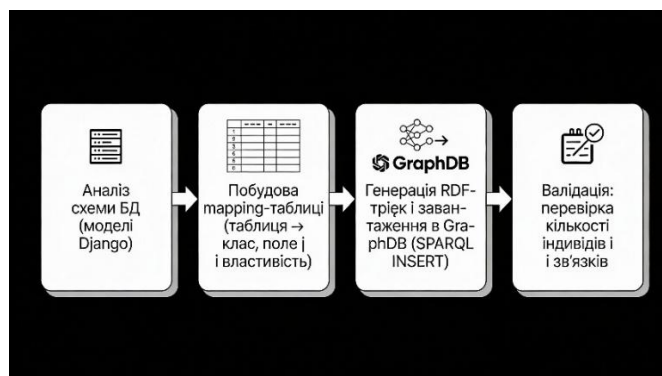 Аналіз
схеми БД
(моделі
Django)
Побудова
mapping-таблиці
(таблиця →
клас, поле j
і властивість)
GraphDB
Генерація RDF-
трієк і заван-
таження в Gra-
phDB (SPARQL
INSERT)
Валідація:
перевірка
кількості
індивідів і
і зв'язків